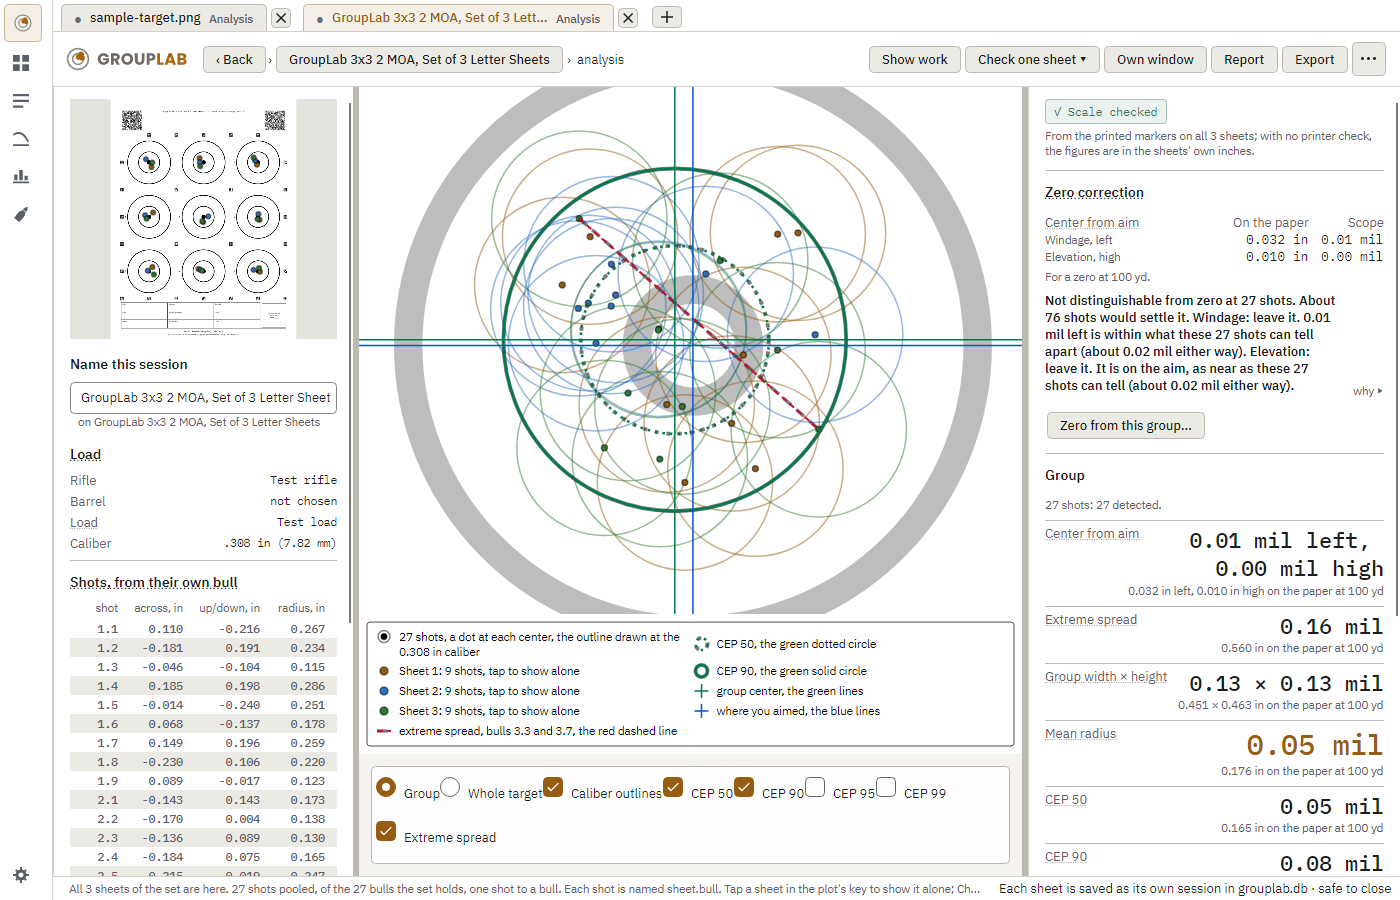 sample-target.png Analysis
GroupLab 3x3 2 MOA, Set of 3 Lett... Analysis
GROUPLAB
‹ Back › GroupLab 3x3 2 MOA, Set of 3 Letter Sheets › analysis
Show work
Check one sheet ▾
Own window
Report
Export
Name this session
GroupLab 3x3 2 MOA, Set of 3 Letter Sheet
on GroupLab 3x3 2 MOA, Set of 3 Letter Sheets
Load
Rifle Test rifle
Barrel not chosen
Load Test load
Caliber .308 in (7.82 mm)
Shots, from their own bull
shot across, in up/down, in radius, in
1.1 0.110 -0.216 0.267
1.2 -0.181 0.191 0.234
1.3 -0.046 -0.104 0.115
1.4 0.185 0.198 0.286
1.5 -0.014 -0.240 0.251
1.6 0.068 -0.137 0.178
1.7 0.149 0.196 0.259
1.8 -0.230 0.106 0.220
1.9 0.089 -0.017 0.123
2.1 -0.143 0.143 0.173
2.2 -0.170 0.004 0.138
2.3 -0.136 0.089 0.130
2.4 -0.184 0.075 0.165
27 shots, a dot at each center, the outline drawn at the
0.308 in caliber
Sheet 1: 9 shots, tap to show alone
Sheet 2: 9 shots, tap to show alone
Sheet 3: 9 shots, tap to show alone
extreme spread, bulls 3.3 and 3.7, the red dashed line
CEP 50, the green dotted circle
CEP 90, the green solid circle
group center, the green lines
where you aimed, the blue lines
Group Whole target Caliber outlines CEP 50 CEP 90 CEP 95 CEP 99
Extreme spread
√ Scale checked
From the printed markers on all 3 sheets; with no printer check,
the figures are in the sheets' own inches.
Zero correction
Center from aim On the paper Scope
Windage, left 0.032 in 0.01 mil
Elevation, high 0.010 in 0.00 mil
For a zero at 100 yd.
Not distinguishable from zero at 27 shots. About
76 shots would settle it. Windage: leave it. 0.01
mil left is within what these 27 shots can tell
apart (about 0.02 mil either way). Elevation:
leave it. It is on the aim, as near as these 27
shots can tell (about 0.02 mil either way).
why ▸
Zero from this group...
Group
27 shots: 27 detected.
Center from aim 0.01 mil left,
0.00 mil high
0.032 in left, 0.010 in high on the paper at 100 yd
Extreme spread 0.16 mil
0.560 in on the paper at 100 yd
Group width × height 0.13 × 0.13 mil
0.451 × 0.463 in on the paper at 100 yd
Mean radius 0.05 mil
0.176 in on the paper at 100 yd
CEP 50 0.05 mil
0.165 in on the paper at 100 yd
CEP 90 0.08 mil
All 3 sheets of the set are here. 27 shots pooled, of the 27 bulls the set holds, one shot to a bull. Each shot is named sheet.bull. Tap a sheet in the plot's key to show it alone; Ch...
Each sheet is saved as its own session in grouplab.db · safe to close